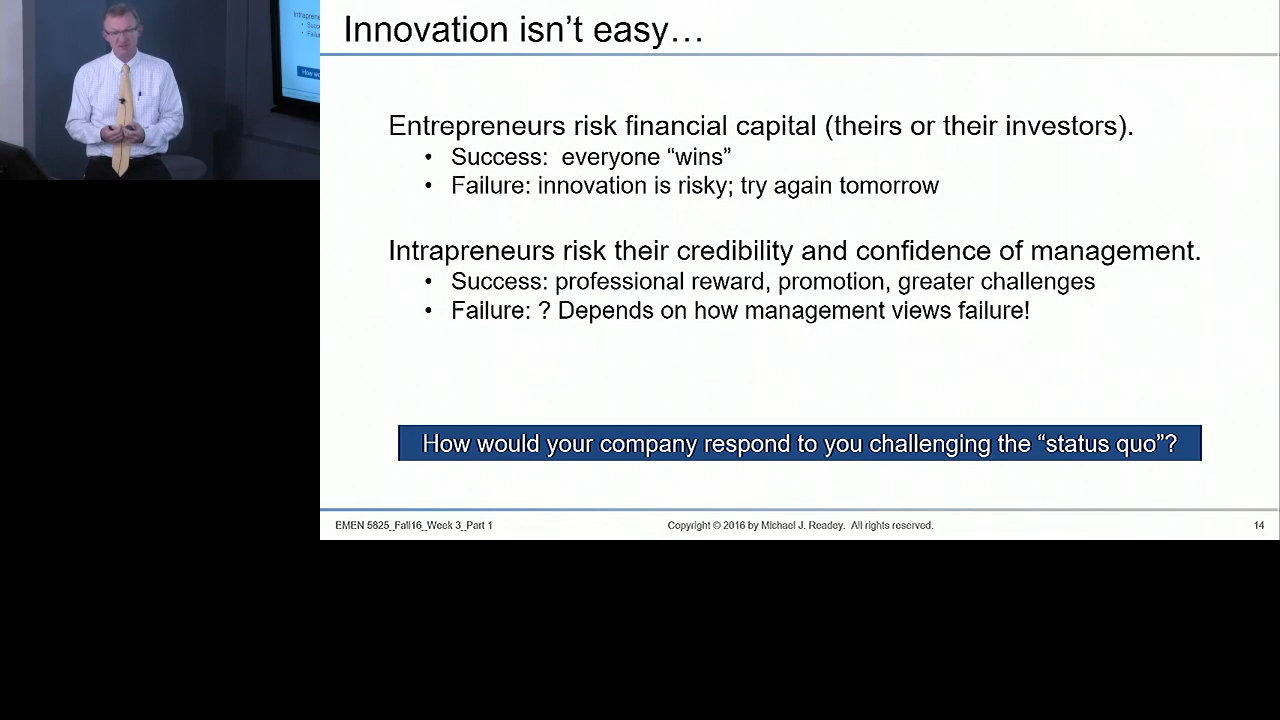 Innovation isn’t easy…
Entrepreneurs risk financial capital (theirs or their investors).
• Success:  everyone “wins”
• Failure: innovation is risky; try again tomorrow
Intrapreneurs risk their credibility and confidence of management.
• Success: professional reward, promotion, greater challenges
• Failure: ? Depends on how management views failure!
How would your company respond to you challenging the “status quo”?
EMEN 5825_Fall16_Week 3_Part 1
Copyright © 2016 by Michael J. Readey.  All rights reserved.
14